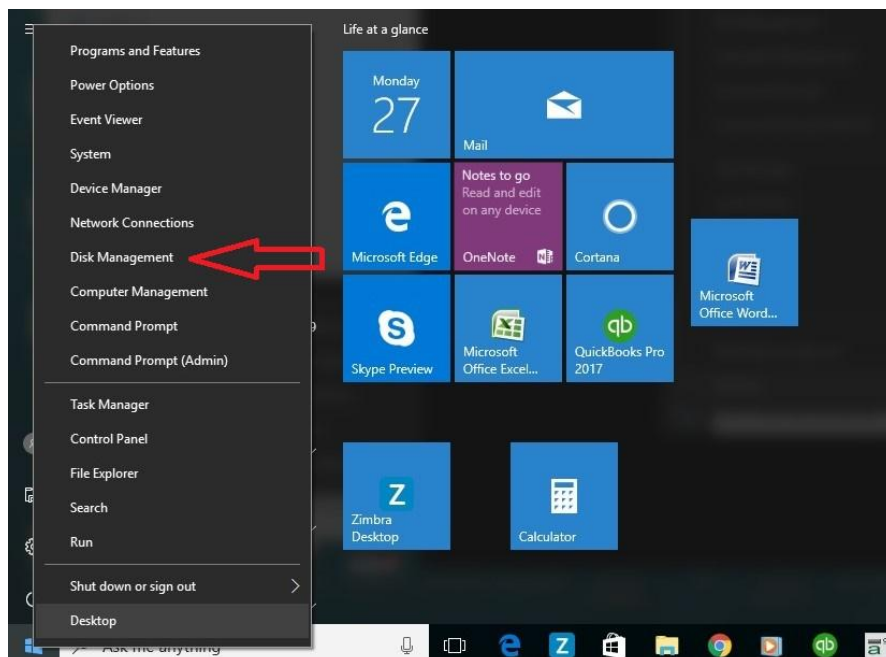 Programs and Features
Power Options
Event Viewer
System
Device Manager
Network Connections
Disk Management
Computer Management
Command Prompt
Command Prompt (Admin)
Task Manager
Control Panel
File Explorer
Search
Run
Shut down or sign out
Desktop
Life at a glance
Monday
27
Mail
Microsoft Edge
Notes to go
Read and edit
on any device
OneNote
Cortana
Microsoft
Office Word...
Skype Preview
Microsoft
Office Excel...
qb
QuickBooks Pro
2017
Z
Zimbra
Desktop
Calculator
Ask me anything
Z
qb